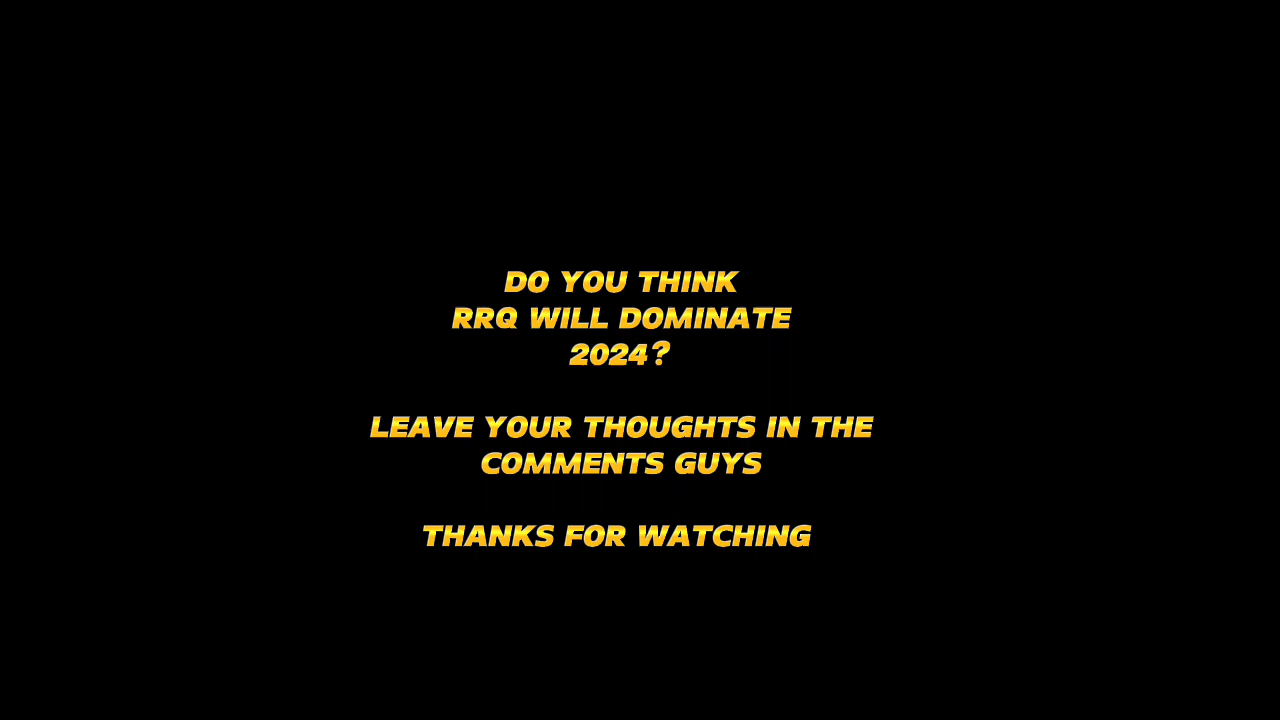 DO YOU THINK
RRQ WILL DOMINATE
2024?
LEAVE YOUR THOUGHTS IN THE
COMMENTS GUYS
THANKS FOR WATCHING